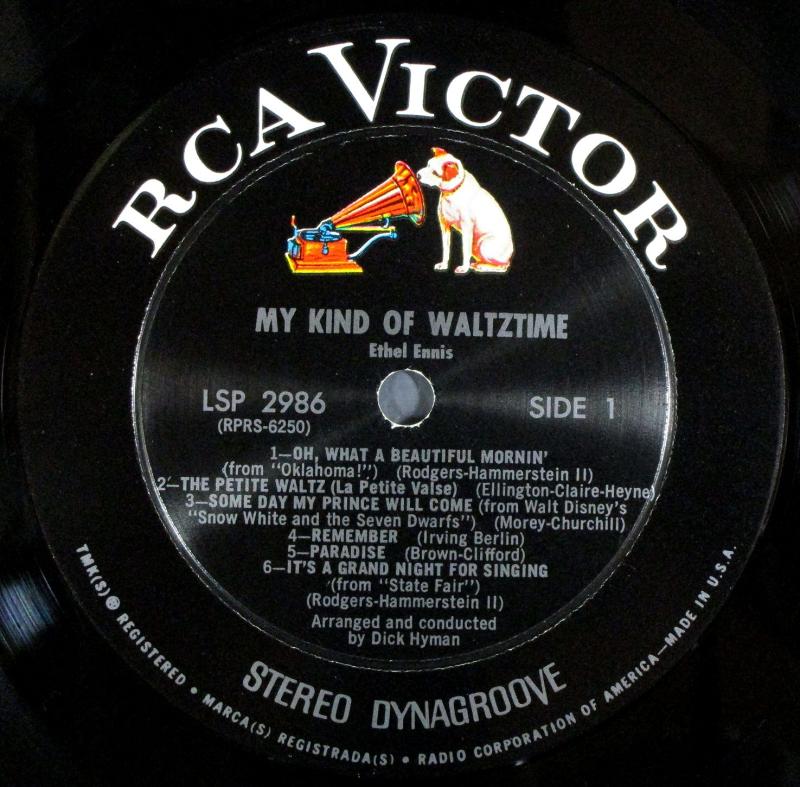 RCA VICTOR
MY KIND OF WALTZTIME
Ethel Ennis
LSP 2986
(RPRS-6250)
SIDE 1
1—OH, WHAT A BEAUTIFUL MORNIN'
(from "Oklahoma!") (Rodgers-Hammerstein II)
2—THE PETITE WALTZ (La Petite Valse) (Ellington-Claire-Heyne)
3—SOME DAY MY PRINCE WILL COME (from Walt Disney's
"Snow White and the Seven Dwarfs") (Morey-Churchill)
4—REMEMBER (Irving Berlin)
5—PARADISE (Brown-Clifford)
6—IT'S A GRAND NIGHT FOR SINGING
(from "State Fair")
(Rodgers-Hammerstein II)
Arranged and conducted
by Dick Hyman
STEREO DYNAGROOVE
TMK(S) ® REGISTERED • MARCA(S) REGISTRADA(S) • RADIO CORPORATION OF AMERICA—MADE IN U.S.A.